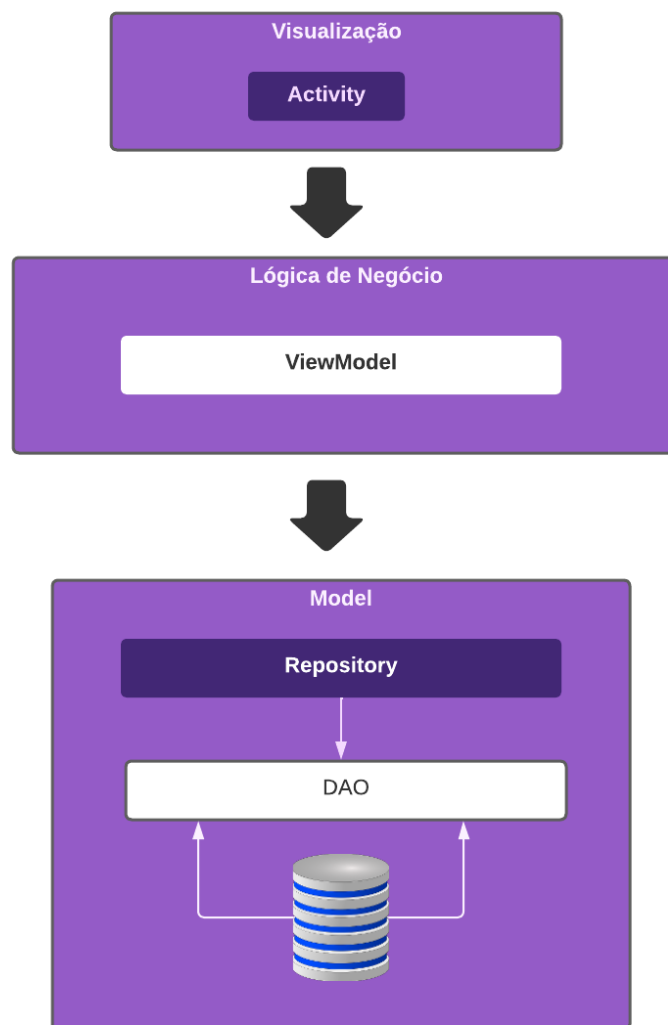 Visualização
Activity
Lógica de Negócio
ViewModel
Model
Repository
DAO